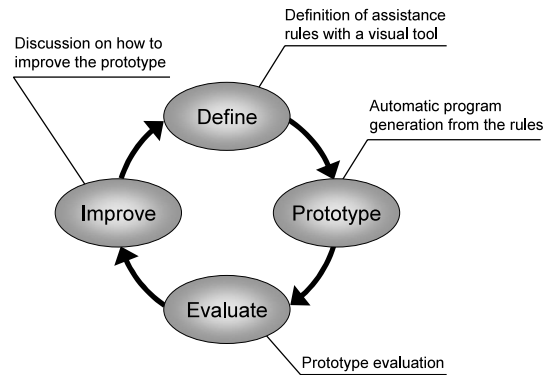 Definition of assistance
rules with a visual tool
Discussion on how to
improve the prototype
Define
Automatic program
generation from the rules
Improve
Prototype
Evaluate
Prototype evaluation